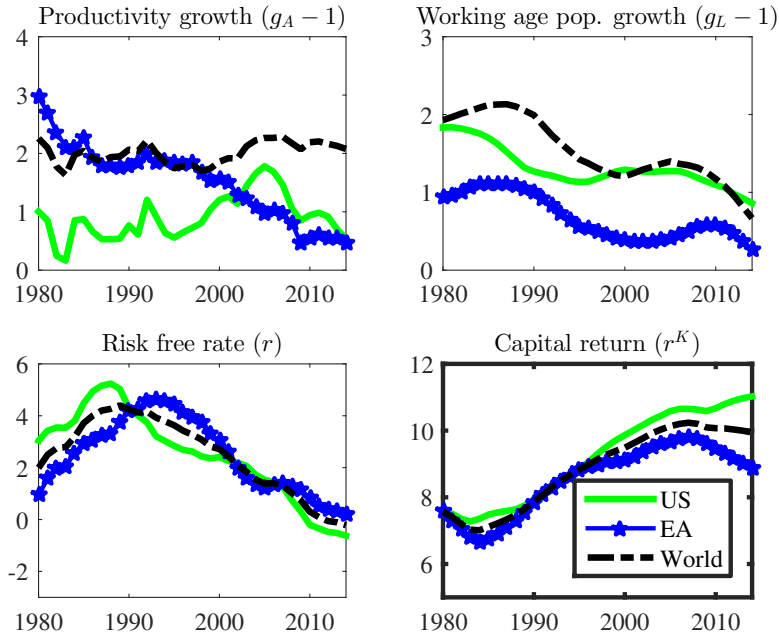 Productivity growth (g_A − 1)
4
3
2
1
0
1980 1990 2000 2010
Working age pop. growth (g_L − 1)
3
2
1
0
1980 1990 2000 2010
Risk free rate (r)
6
4
2
0
-2
1980 1990 2000 2010
Capital return (r^K)
12
10
8
6
1980 1990 2000 2010
US
EA
World